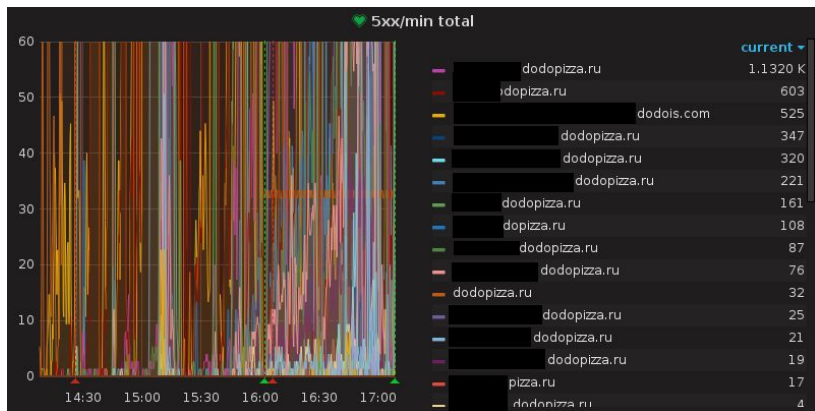 5xx/min total
60
50
40
30
20
10
0
14:30 15:00 15:30 16:00 16:30 17:00
current
dodopizza.ru 1.1320 K
dopizza.ru 603
dodois.com 525
dodopizza.ru 347
dodopizza.ru 320
dodopizza.ru 221
dodopizza.ru 161
dopizza.ru 108
dodopizza.ru 87
dodopizza.ru 76
dodopizza.ru 32
dodopizza.ru 25
dodopizza.ru 21
dodopizza.ru 19
pizza.ru 17
dodopizza.ru 4